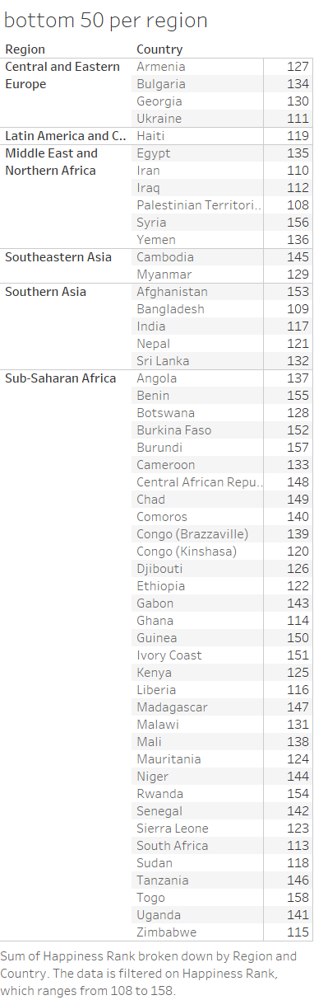 bottom 50 per region
Region Country
Central and Eastern Armenia 127
Europe Bulgaria 134
Georgia 130
Ukraine 111
Latin America and C.. Haiti 119
Middle East and Egypt 135
Northern Africa Iran 110
Iraq 112
Palestinian Territori.. 108
Syria 156
Yemen 136
Southeastern Asia Cambodia 145
Myanmar 129
Southern Asia Afghanistan 153
Bangladesh 109
India 117
Nepal 121
Sri Lanka 132
Sub-Saharan Africa Angola 137
Benin 155
Botswana 128
Burkina Faso 152
Burundi 157
Cameroon 133
Central African Repu.. 148
Chad 149
Comoros 140
Congo (Brazzaville) 139
Congo (Kinshasa) 120
Djibouti 126
Ethiopia 122
Gabon 143
Ghana 114
Guinea 150
Ivory Coast 151
Kenya 125
Liberia 116
Madagascar 147
Malawi 131
Mali 138
Mauritania 124
Niger 144
Rwanda 154
Senegal 142
Sierra Leone 123
South Africa 113
Sudan 118
Tanzania 146
Togo 158
Uganda 141
Zimbabwe 115
Sum of Happiness Rank broken down by Region and
Country. The data is filtered on Happiness Rank,
which ranges from 108 to 158.